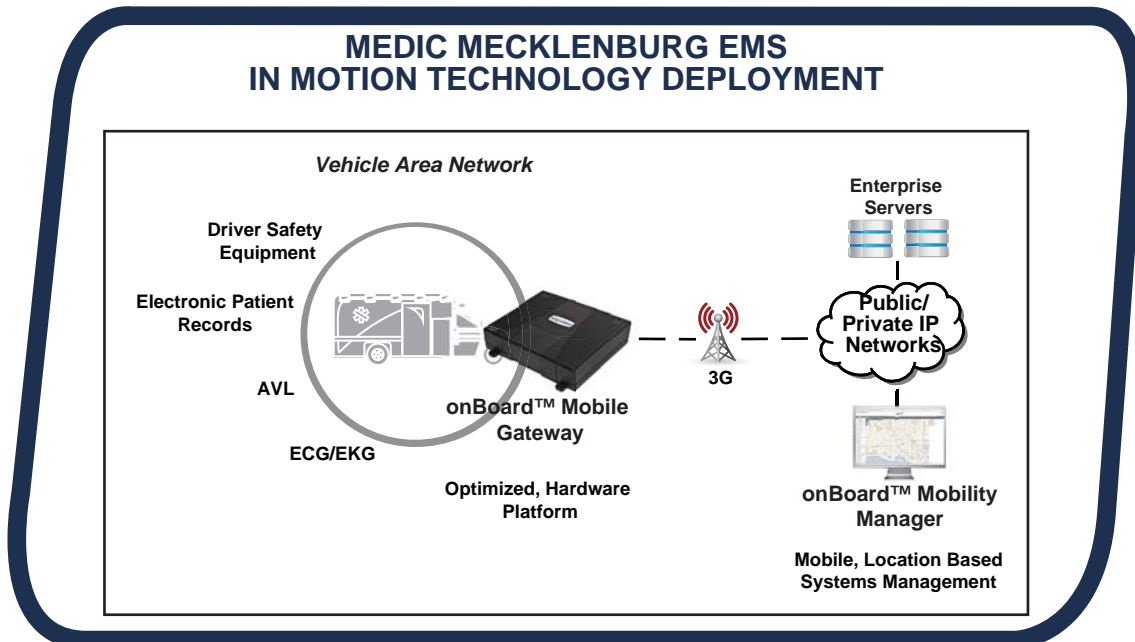 MEDIC MECKLENBURG EMS
IN MOTION TECHNOLOGY DEPLOYMENT
Vehicle Area Network
Driver Safety
Equipment
Electronic Patient
Records
AVL
ECG/EKG
onBoard™ Mobile
Gateway
Optimized, Hardware
Platform
3G
Enterprise
Servers
Public/
Private IP
Networks
onBoard™ Mobility
Manager
Mobile, Location Based
Systems Management